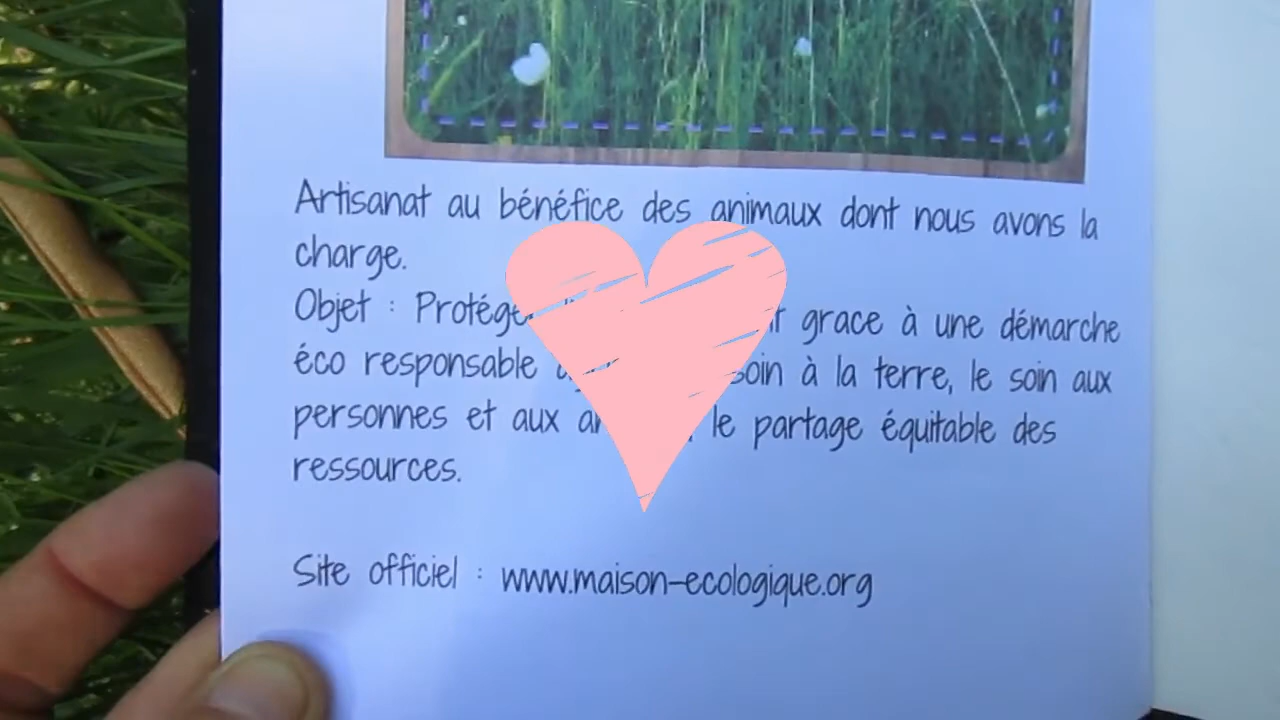 Artisanat au bénéfice des animaux dont nous avons la
charge.
Objet : grace à une démarche
éco responsable soin à la terre, le soin aux
personnes et aux le partage équitable des
ressources.
Site officiel : www.maison-ecologique.org